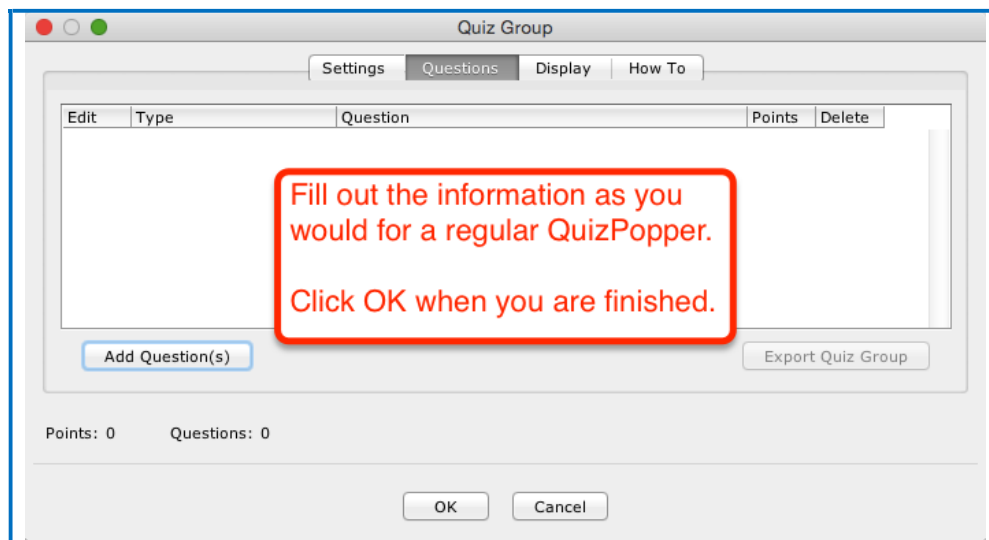 Quiz Group
Settings Questions Display How To
Edit Type Question Points Delete
Fill out the information as you
would for a regular QuizPopper.
Click OK when you are finished.
Add Question(s) Export Quiz Group
Points: 0 Questions: 0
OK Cancel